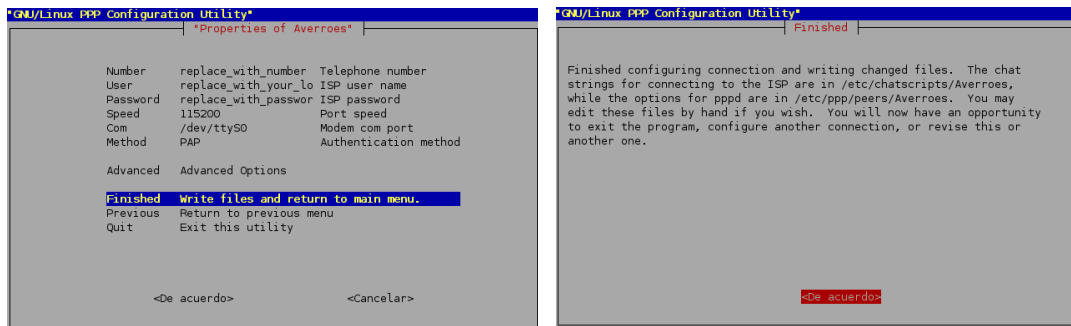 "GNU/Linux PPP Configuration Utility"
"Properties of Averroes"
Number replace_with_number Telephone number
User replace_with_your_lo ISP user name
Password replace_with_passwor ISP password
Speed 115200 Port speed
Com /dev/ttyS0 Modem com port
Method PAP Authentication method
Advanced Advanced Options
Finished Write files and return to main menu.
Previous Return to previous menu
Quit Exit this utility
<De acuerdo> <Cancelar>
"GNU/Linux PPP Configuration Utility"
Finished
Finished configuring connection and writing changed files. The chat
strings for connecting to the ISP are in /etc/chatscripts/Averroes,
while the options for pppd are in /etc/ppp/peers/Averroes. You may
edit these files by hand if you wish. You will now have an opportunity
to exit the program, configure another connection, or revise this or
another one.
<De acuerdo>